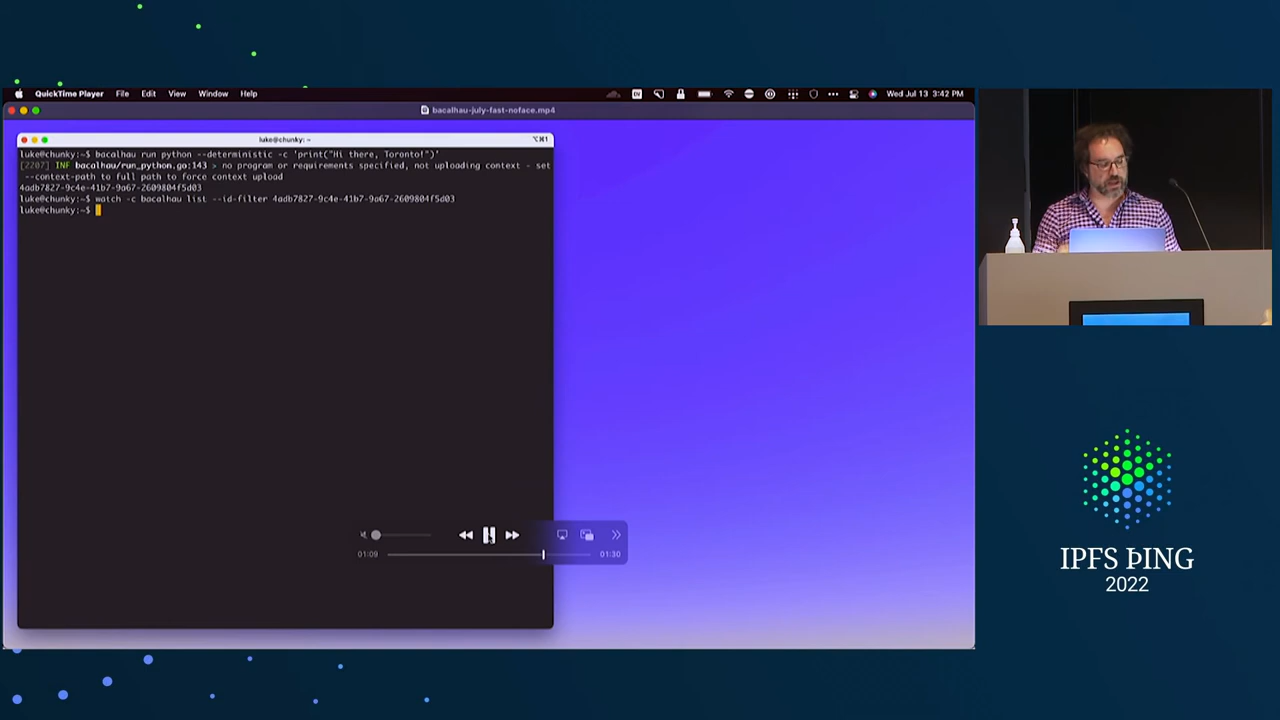 QuickTime Player File Edit View Window Help
Wed Jul 13 3:42 PM
bacalhau-july-fast-noface.mp4
luke@chunky: ~
⌥⌘1
luke@chunky:~$ bacalhau run python --deterministic -c 'print("Hi there, Toronto!")'
[2207] INF bacalhau/run_python.go:143 > no program or requirements specified, not uploading context - set
--context-path to full path to force context upload
4adb7827-9c4e-41b7-9a67-2609804f5d03
luke@chunky:~$ watch -c bacalhau list --id-filter 4adb7827-9c4e-41b7-9a67-2609804f5d03
luke@chunky:~$
01:09
01:30
IPFS ÞING
2022